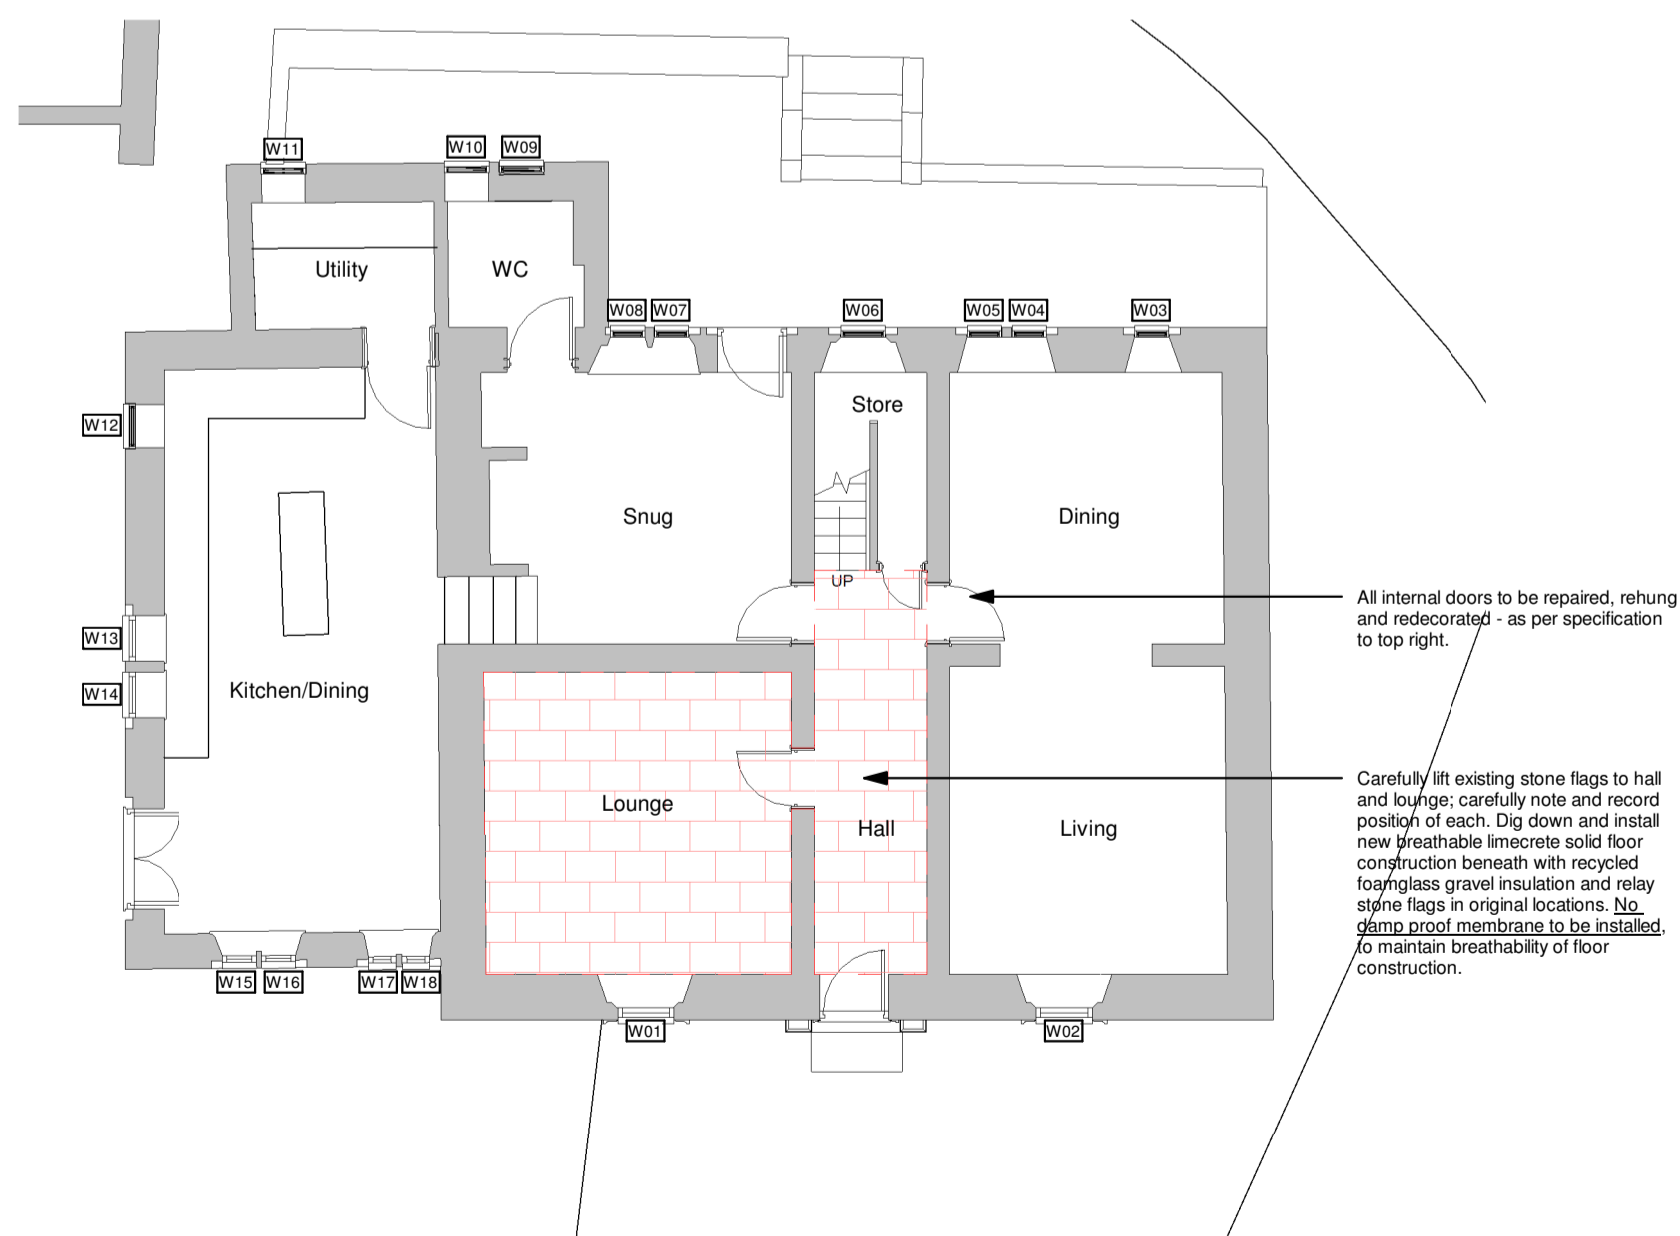 W11
W10
W09
Utility
WC
W08
W07
W06
W05
W04
W03
Store
W12
Snug
Dining
UP
All internal doors to be repaired, rehung
and redecorated - as per specification
to top right.
W13
W14
Kitchen/Dining
Lounge
Hall
Living
Carefully lift existing stone flags to hall
and lounge; carefully note and record
position of each. Dig down and install
new breathable limecrete solid floor
construction beneath with recycled
foamglass gravel insulation and relay
stone flags in original locations. No
damp proof membrane to be installed,
to maintain breathability of floor
construction.
W15
W16
W17
W18
W01
W02